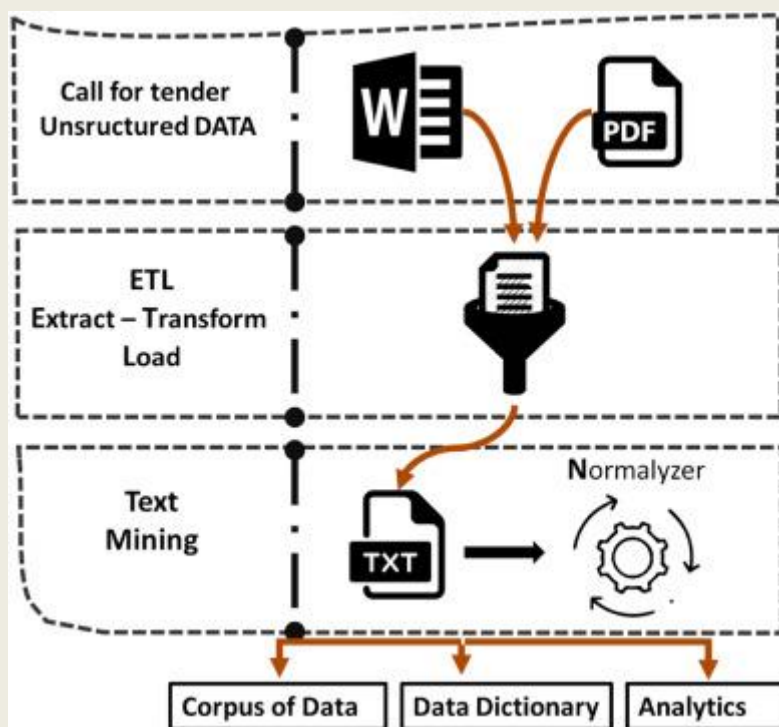 Call for tender
Unsructured DATA
W
PDF
ETL
Extract – Transform
Load
Text
Mining
TXT
Normalyzer
Corpus of Data
Data Dictionary
Analytics